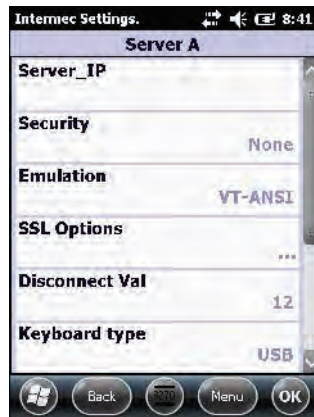 Intermec Settings. 8:41
Server A
Server_IP
Security
None
Emulation
VT-ANSI
SSL Options
...
Disconnect Val
12
Keyboard type
USB
Back 3270 Menu OK